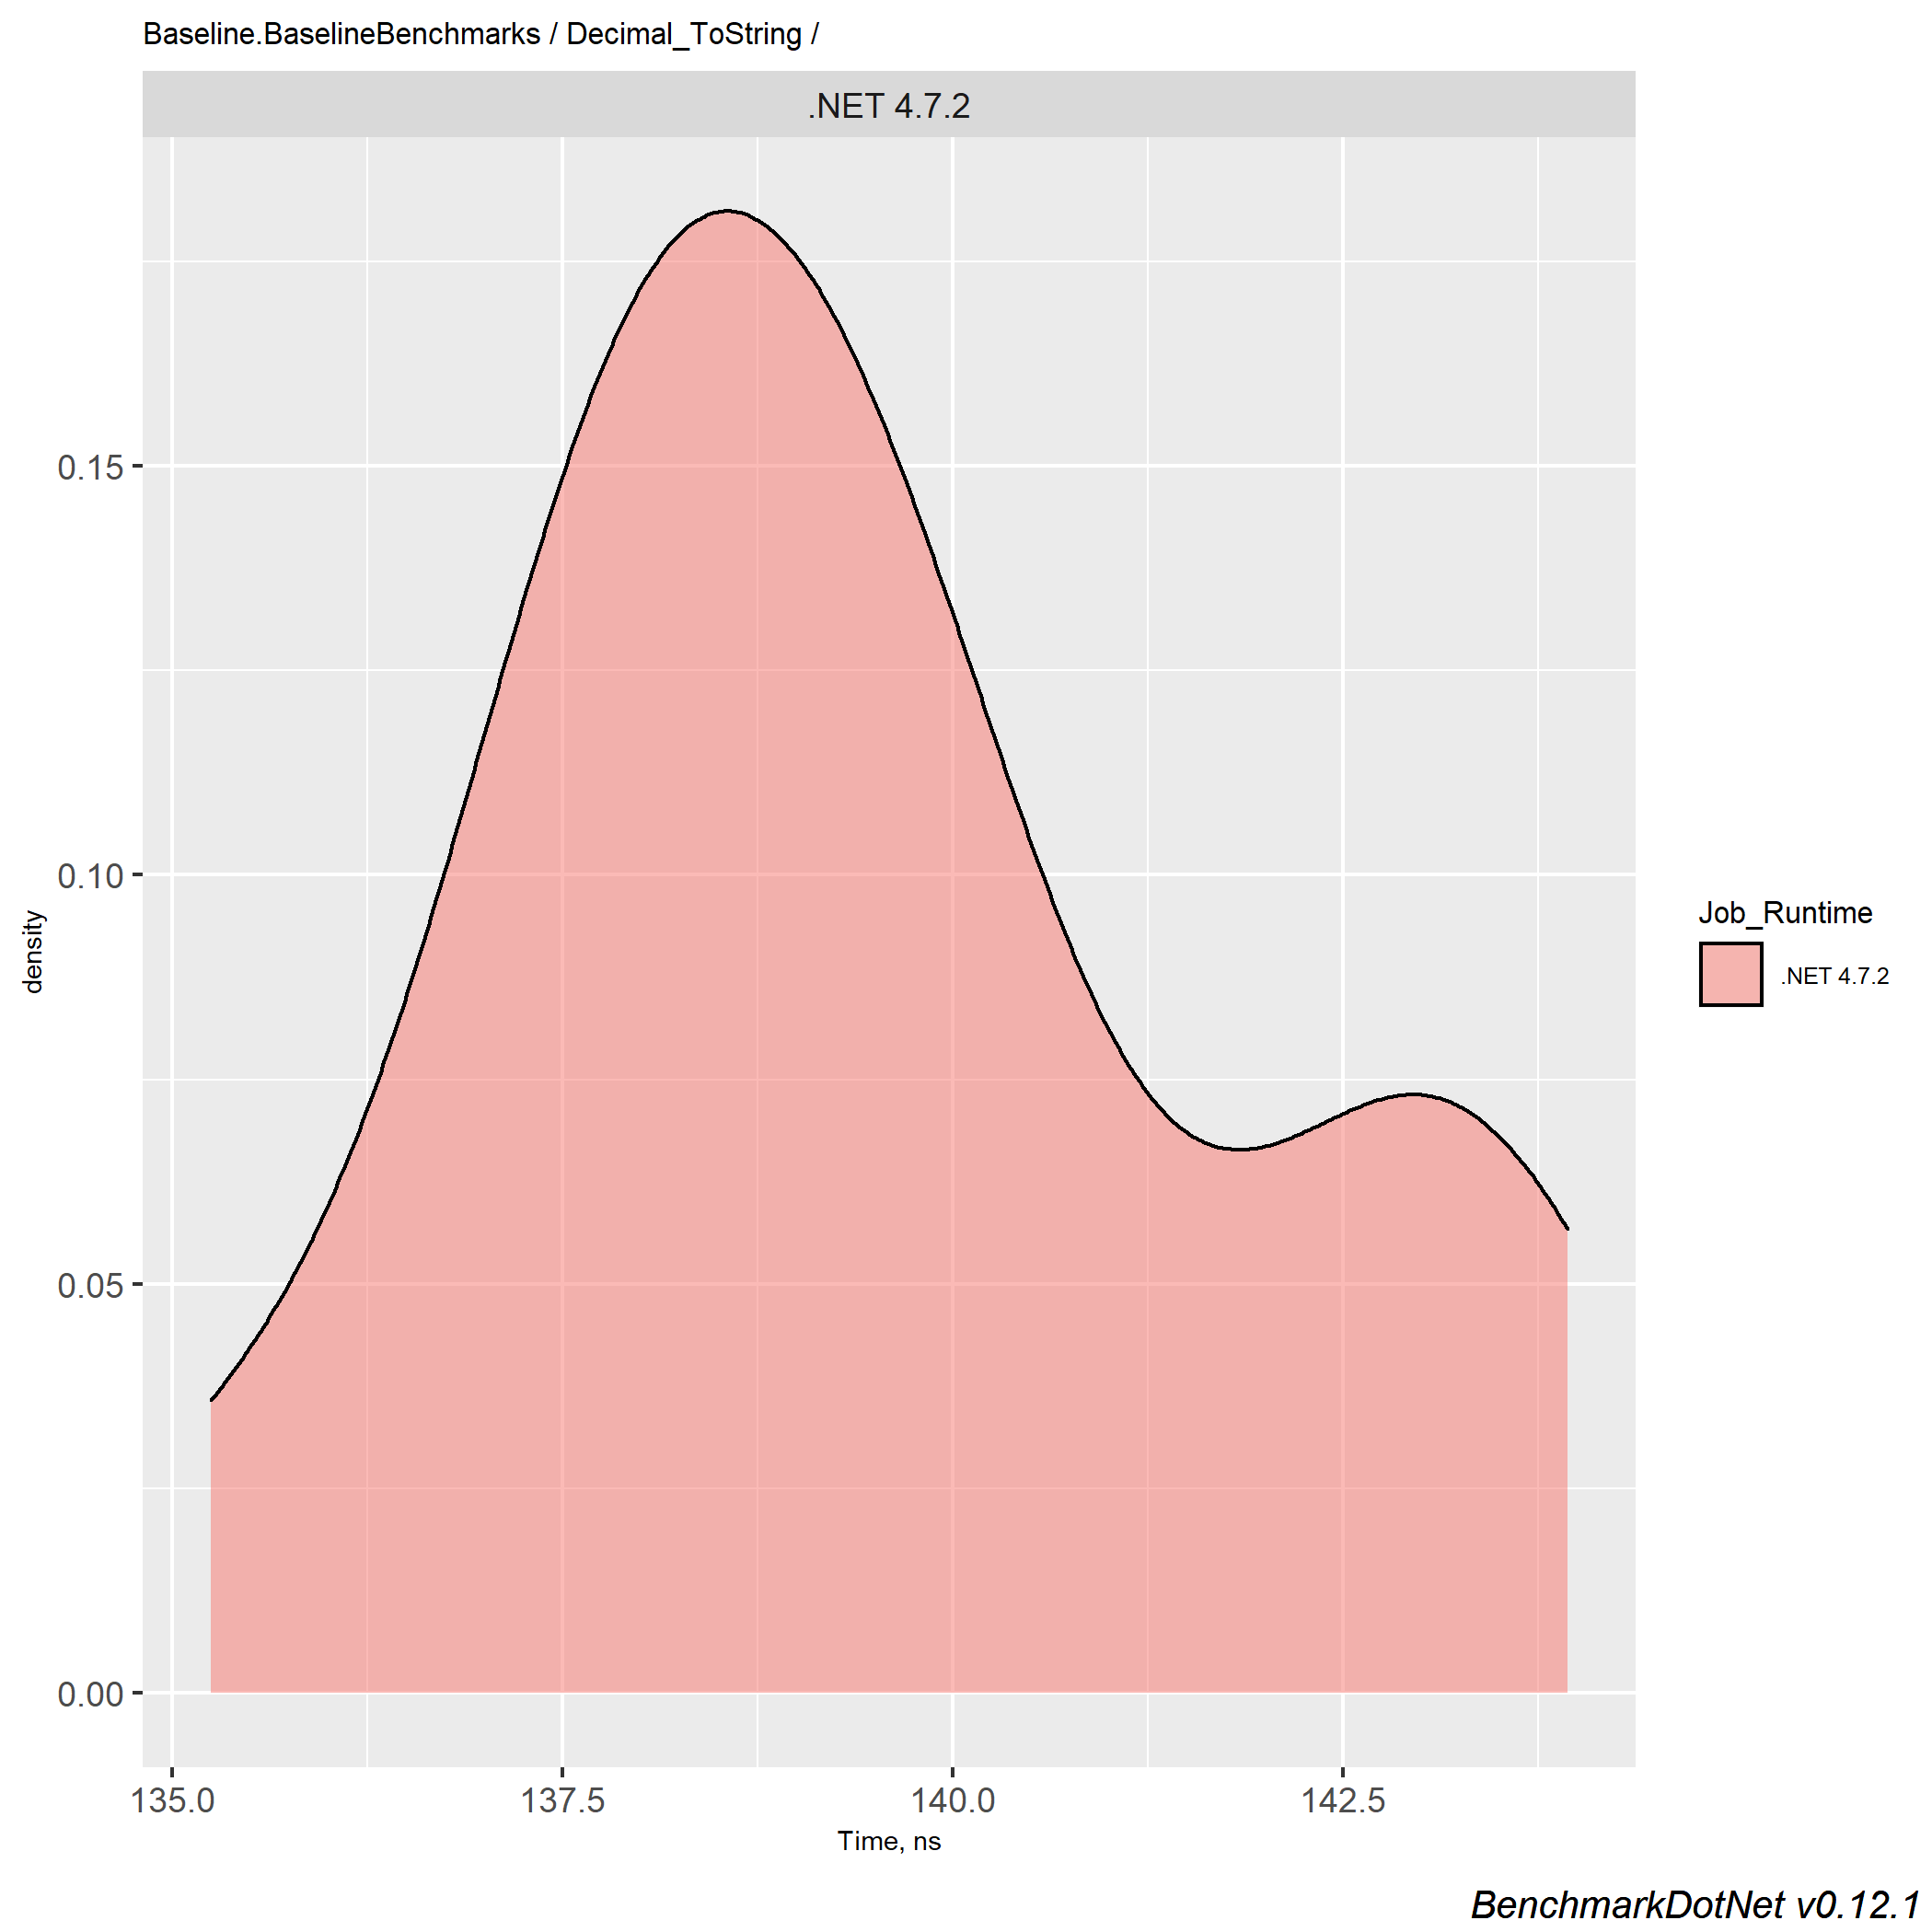 Baseline.BaselineBenchmarks / Decimal_ToString /
.NET 4.7.2
0.15
0.10
0.05
0.00
density
135.0 137.5 140.0 142.5
Time, ns
Job_Runtime
.NET 4.7.2
BenchmarkDotNet v0.12.1